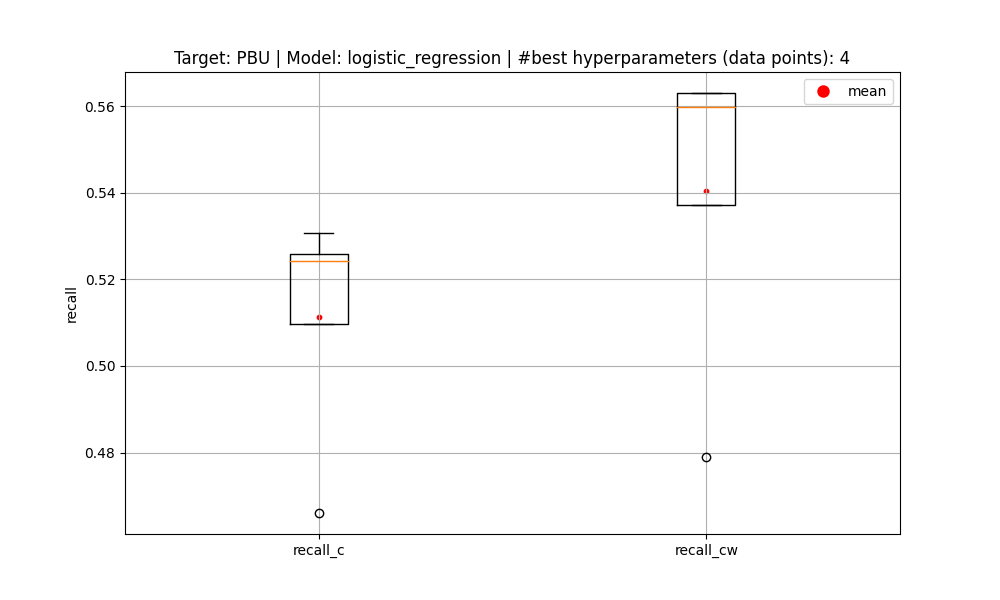 Target: PBU | Model: logistic_regression | #best hyperparameters (data points): 4
mean
0.56
0.54
0.52
0.50
0.48
recall
recall_c
recall_cw